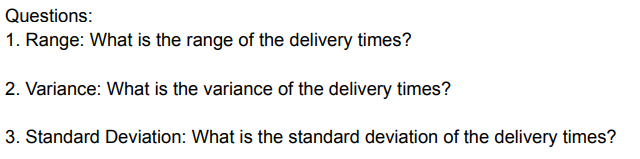 Questions:
1. Range: What is the range of the delivery times?
2. Variance: What is the variance of the delivery times?
3. Standard Deviation: What is the standard deviation of the delivery times?